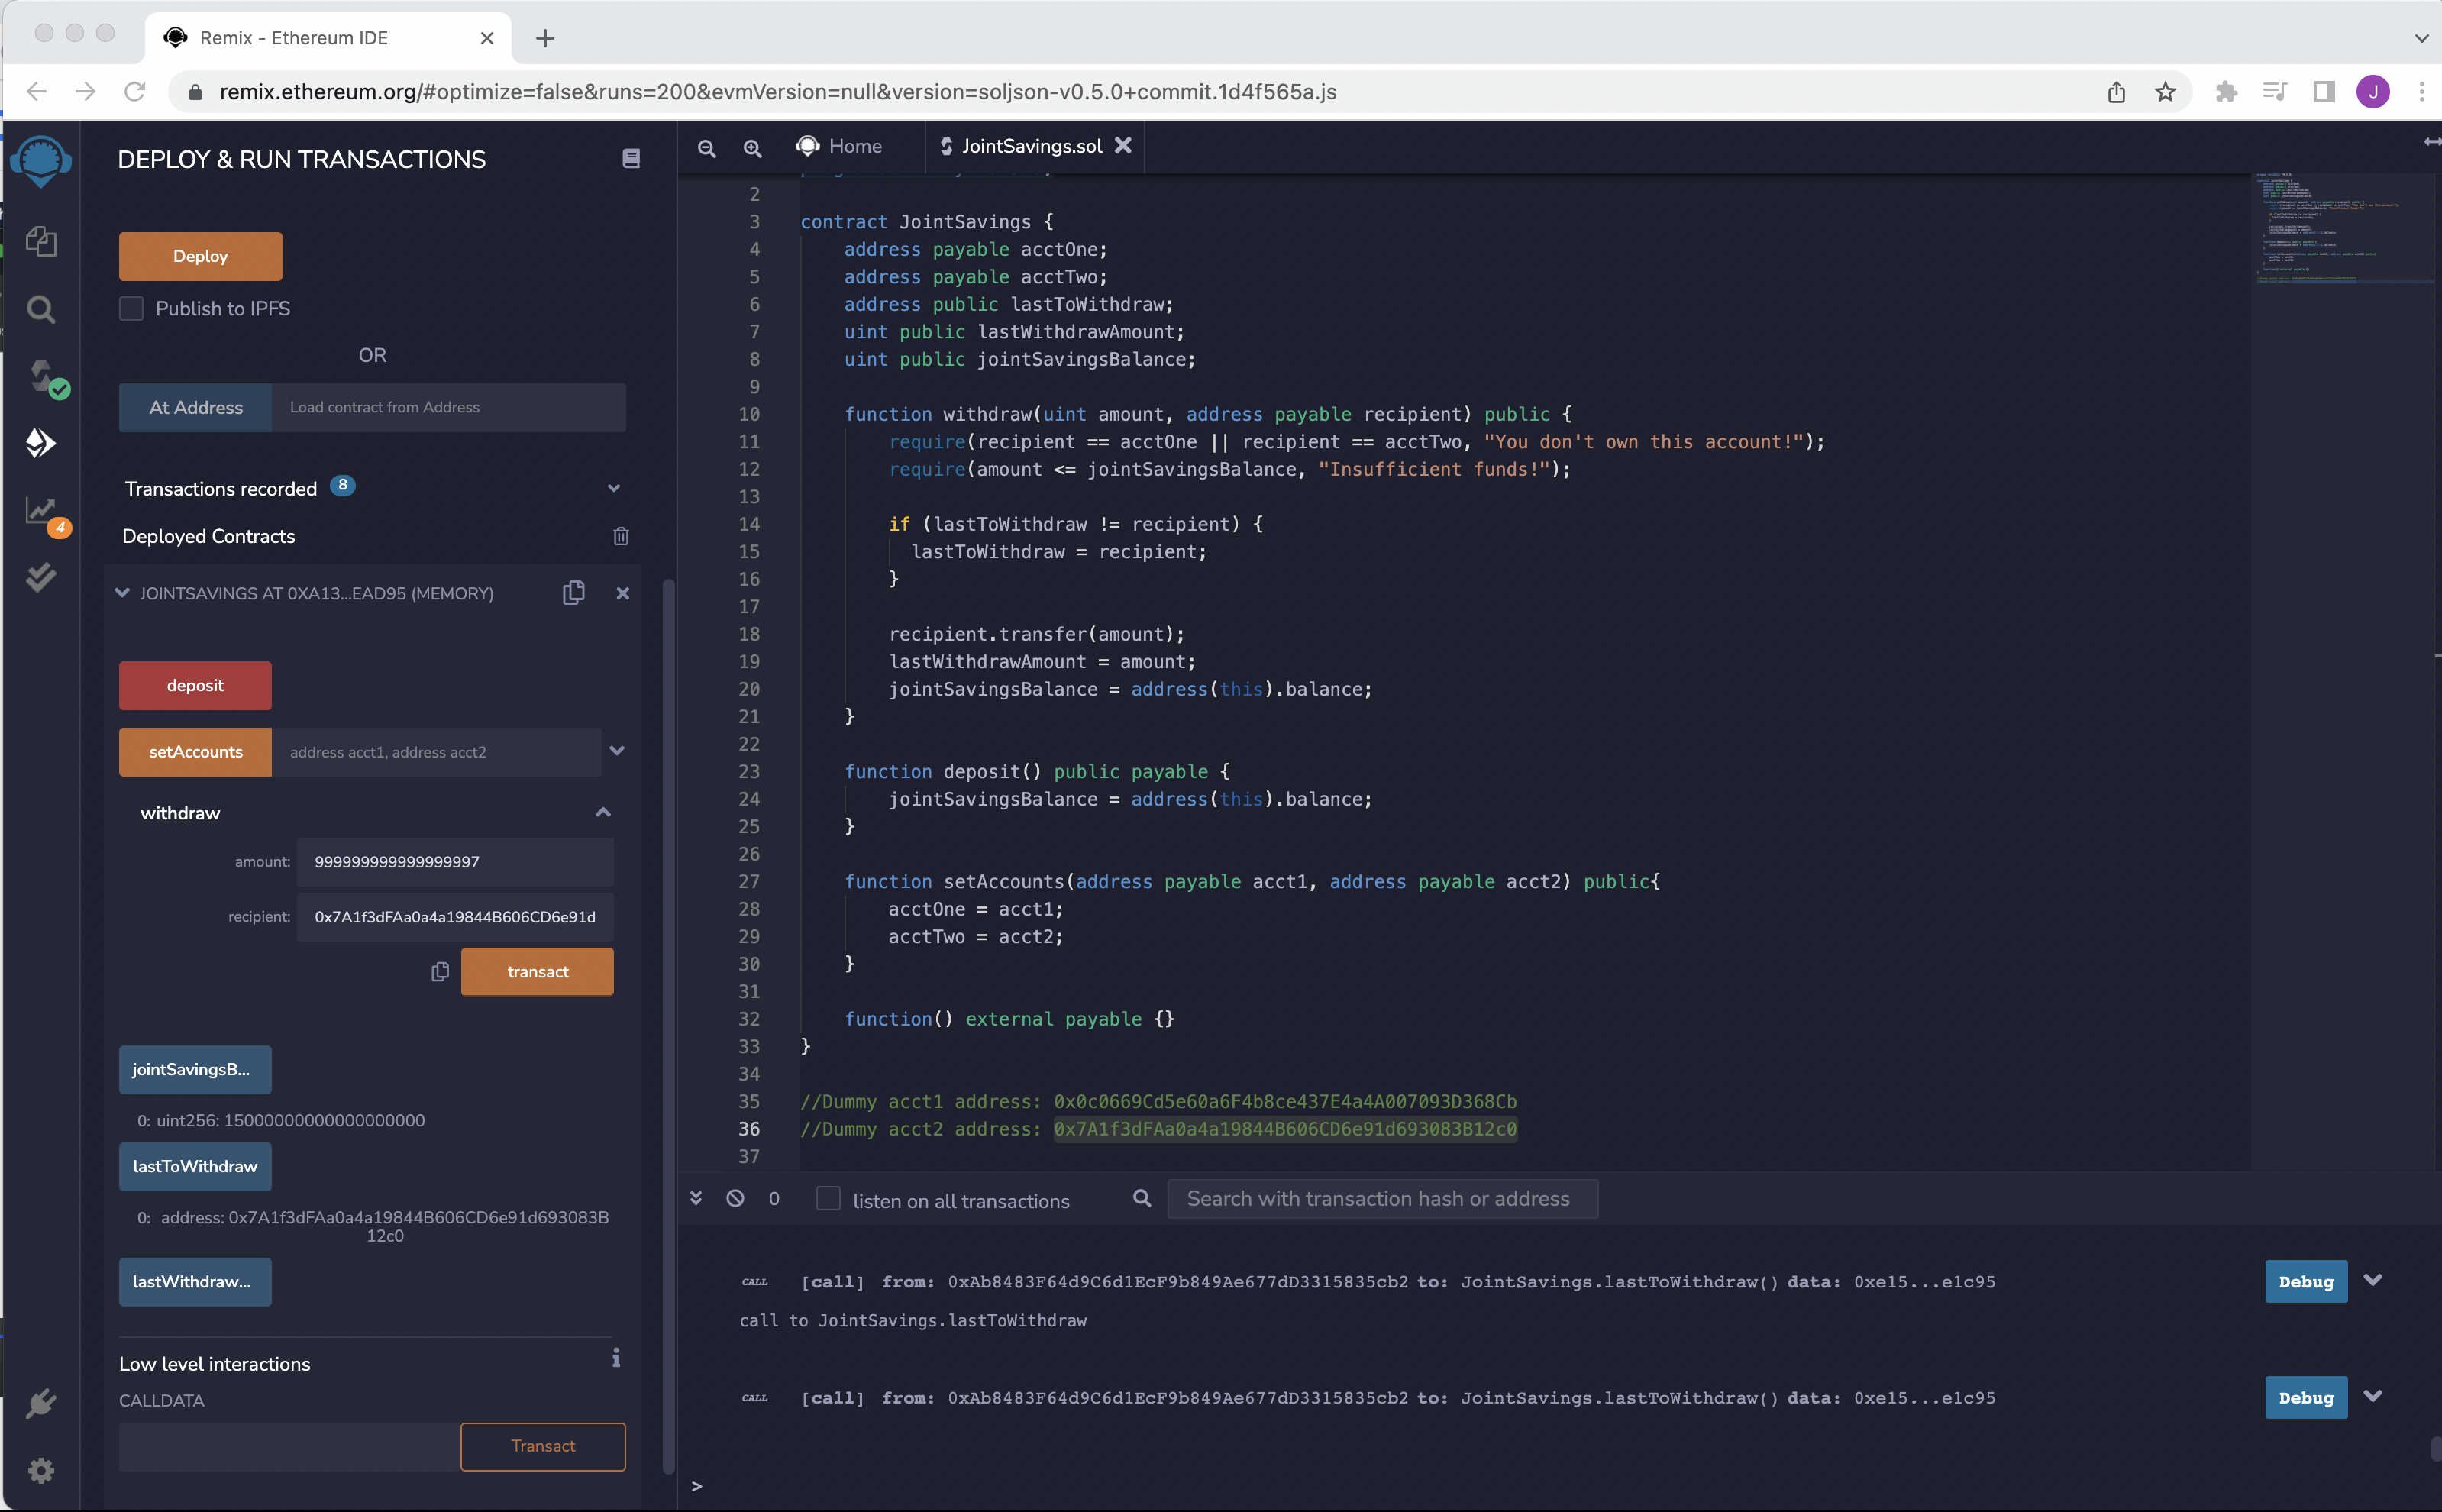 Remix - Ethereum IDE
remix.ethereum.org/#optimize=false&runs=200&evmVersion=null&version=soljson-v0.5.0+commit.1d4f565a.js
J
DEPLOY & RUN TRANSACTIONS
Deploy
Publish to IPFS
OR
At Address Load contract from Address
Transactions recorded 8
Deployed Contracts
4
JOINTSAVINGS AT 0XA13...EAD95 (MEMORY)
deposit
setAccounts address acct1, address acct2
withdraw
amount: 999999999999999997
recipient: 0x7A1f3dFAa0a4a19844B606CD6e91d
transact
jointSavingsB...
0: uint256: 15000000000000000000
lastToWithdraw
0: address: 0x7A1f3dFAa0a4a19844B606CD6e91d693083B
12c0
lastWithdraw...
Low level interactions
CALLDATA
Transact
Home JointSavings.sol
2
3 contract JointSavings {
4 address payable acctOne;
5 address payable acctTwo;
6 address public lastToWithdraw;
7 uint public lastWithdrawAmount;
8 uint public jointSavingsBalance;
9
10 function withdraw(uint amount, address payable recipient) public {
11 require(recipient == acctOne || recipient == acctTwo, "You don't own this account!");
12 require(amount <= jointSavingsBalance, "Insufficient funds!");
13
14 if (lastToWithdraw != recipient) {
15 lastToWithdraw = recipient;
16 }
17
18 recipient.transfer(amount);
19 lastWithdrawAmount = amount;
20 jointSavingsBalance = address(this).balance;
21 }
22
23 function deposit() public payable {
24 jointSavingsBalance = address(this).balance;
25 }
26
27 function setAccounts(address payable acct1, address payable acct2) public{
28 acctOne = acct1;
29 acctTwo = acct2;
30 }
31
32 function() external payable {}
33 }
34
35 //Dummy acct1 address: 0x0c0669Cd5e60a6F4b8ce437E4a4A007093D368Cb
36 //Dummy acct2 address: 0x7A1f3dFAa0a4a19844B606CD6e91d693083B12c0
37
0 listen on all transactions Search with transaction hash or address
CALL [call] from: 0xAb8483F64d9C6d1EcF9b849Ae677dD3315835cb2 to: JointSavings.lastToWithdraw() data: 0xe15...e1c95 Debug
call to JointSavings.lastToWithdraw
CALL [call] from: 0xAb8483F64d9C6d1EcF9b849Ae677dD3315835cb2 to: JointSavings.lastToWithdraw() data: 0xe15...e1c95 Debug
>